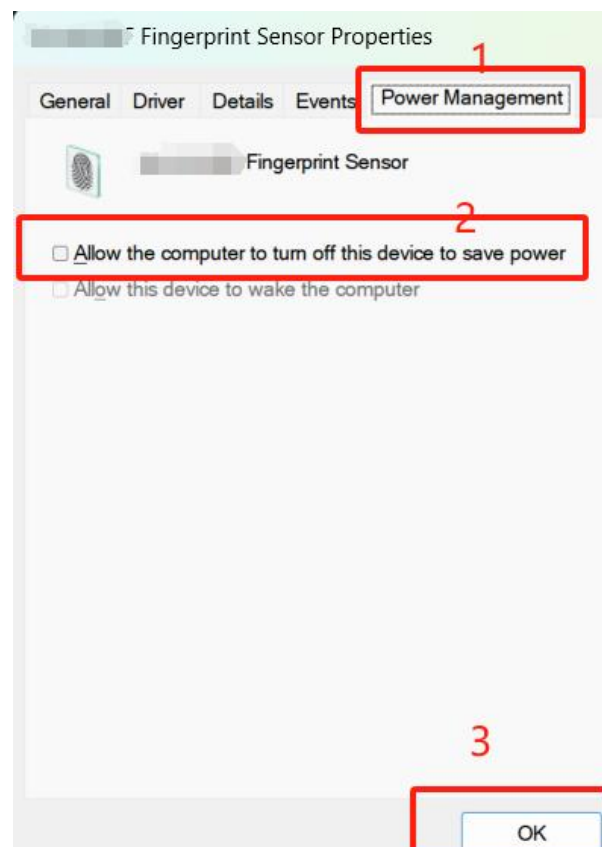 Fingerprint Sensor Properties
1
General Driver Details Events Power Management
Fingerprint Sensor
2
Allow the computer to turn off this device to save power
Allow this device to wake the computer
3
OK